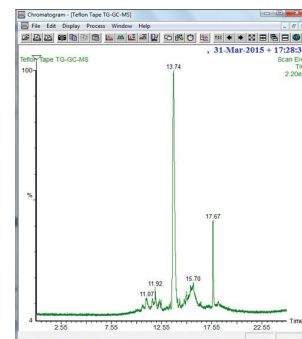 Chromatogram - [Teflon Tape TG-GC-MS]
File Edit Display Process Window Help
, 31-Mar-2015 + 17:28:3
Teflon Tape TG-GC-MS
Scan EI+
2.20e
100
13.74
%
17.67
11.92
11.07
15.70
4
Time
2.55 7.55 12.55 17.55 22.55